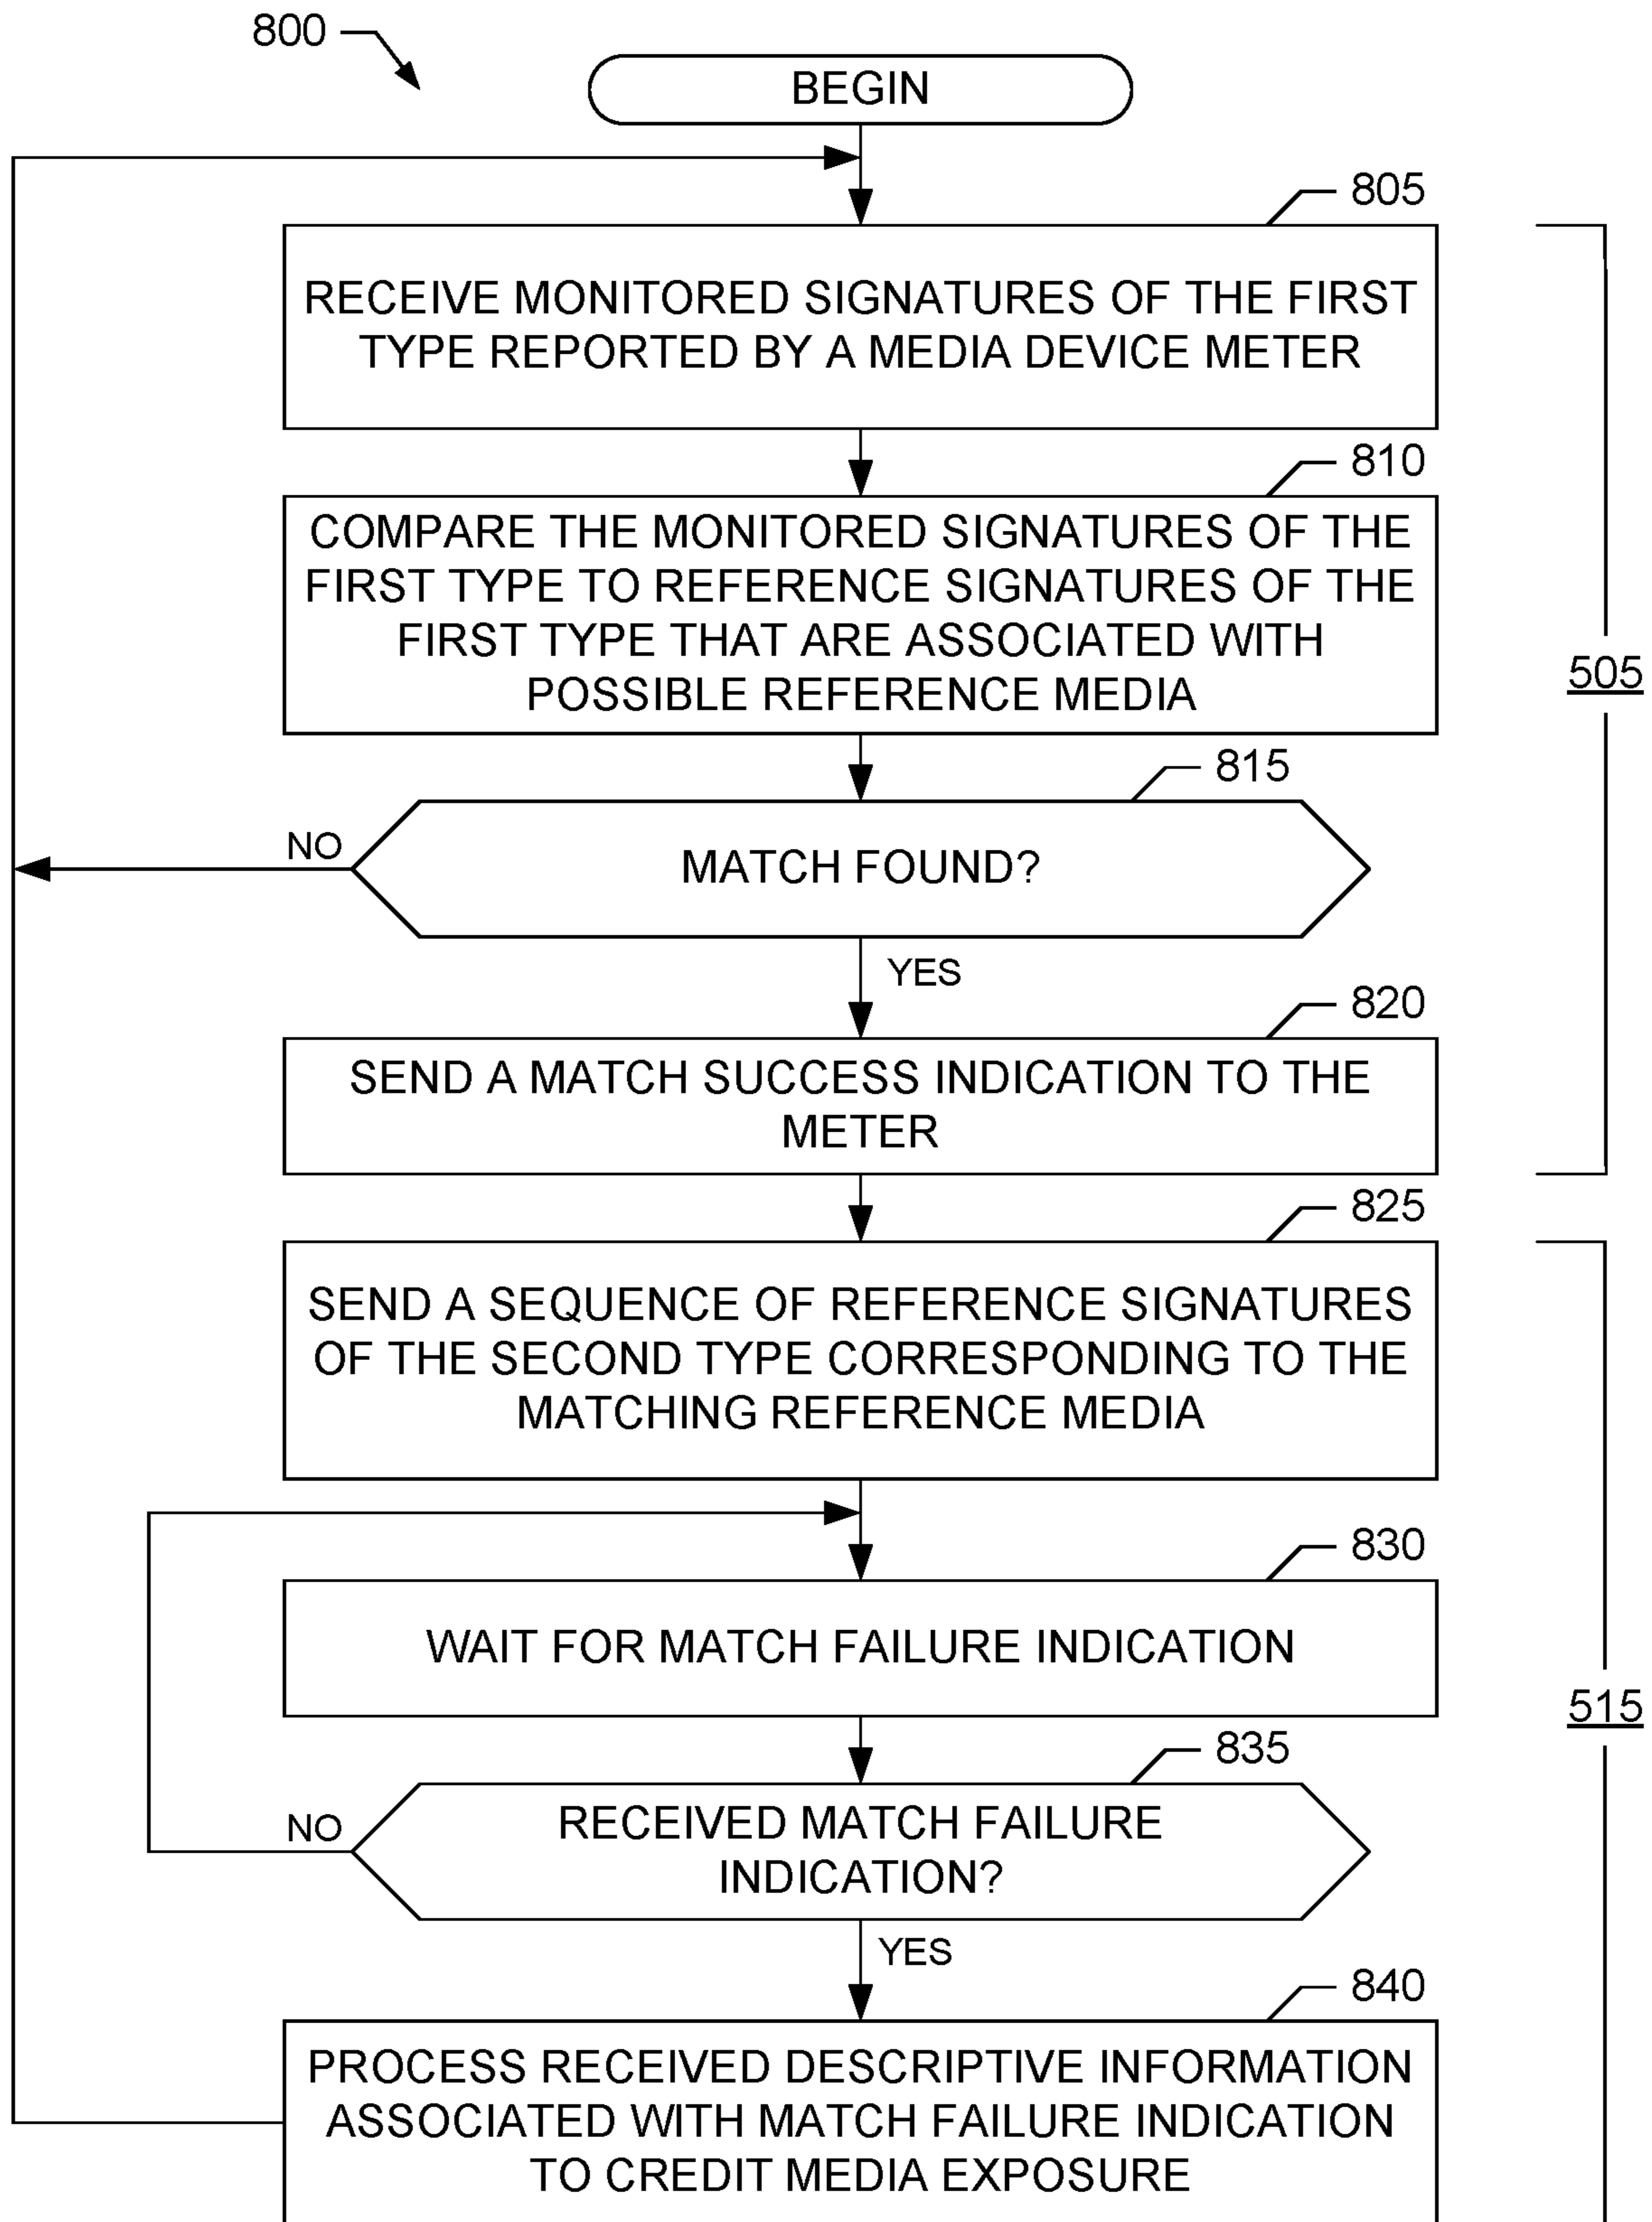 800
BEGIN
805
RECEIVE MONITORED SIGNATURES OF THE FIRST
TYPE REPORTED BY A MEDIA DEVICE METER
810
COMPARE THE MONITORED SIGNATURES OF THE
FIRST TYPE TO REFERENCE SIGNATURES OF THE
FIRST TYPE THAT ARE ASSOCIATED WITH
POSSIBLE REFERENCE MEDIA
505
815
NO
MATCH FOUND?
YES
820
SEND A MATCH SUCCESS INDICATION TO THE
METER
825
SEND A SEQUENCE OF REFERENCE SIGNATURES
OF THE SECOND TYPE CORRESPONDING TO THE
MATCHING REFERENCE MEDIA
830
WAIT FOR MATCH FAILURE INDICATION
515
835
NO
RECEIVED MATCH FAILURE
INDICATION?
YES
840
PROCESS RECEIVED DESCRIPTIVE INFORMATION
ASSOCIATED WITH MATCH FAILURE INDICATION
TO CREDIT MEDIA EXPOSURE